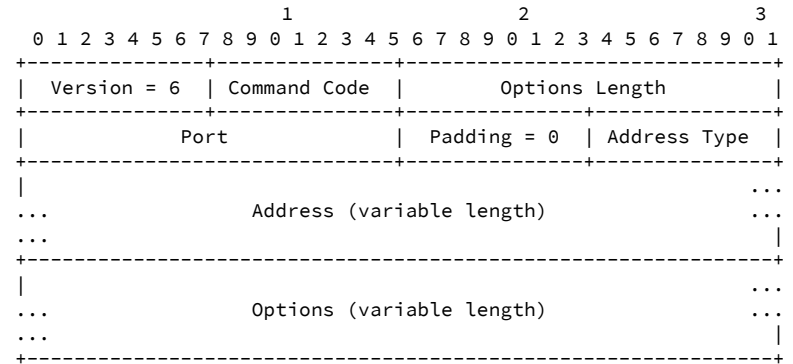 1 2 3
0 1 2 3 4 5 6 7 8 9 0 1 2 3 4 5 6 7 8 9 0 1 2 3 4 5 6 7 8 9 0 1
+---------------+---------------+-------------------------------+
| Version = 6 | Command Code | Options Length |
+---------------+---------------+---------------+---------------+
| Port | Padding = 0 | Address Type |
+-------------------------------+---------------+---------------+
| ...
... Address (variable length) ...
... |
+---------------------------------------------------------------+
| ...
... Options (variable length) ...
... |
+---------------------------------------------------------------+